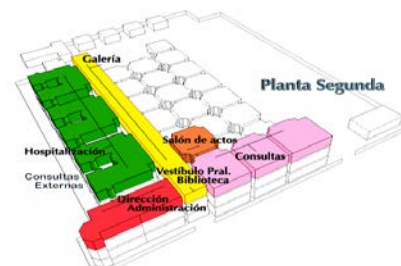 Galería
Planta Segunda
Salón de actos
Hospitalización
Consultas
Consultas
Externas
Vestíbulo Pral.
Biblioteca
Dirección
Administración